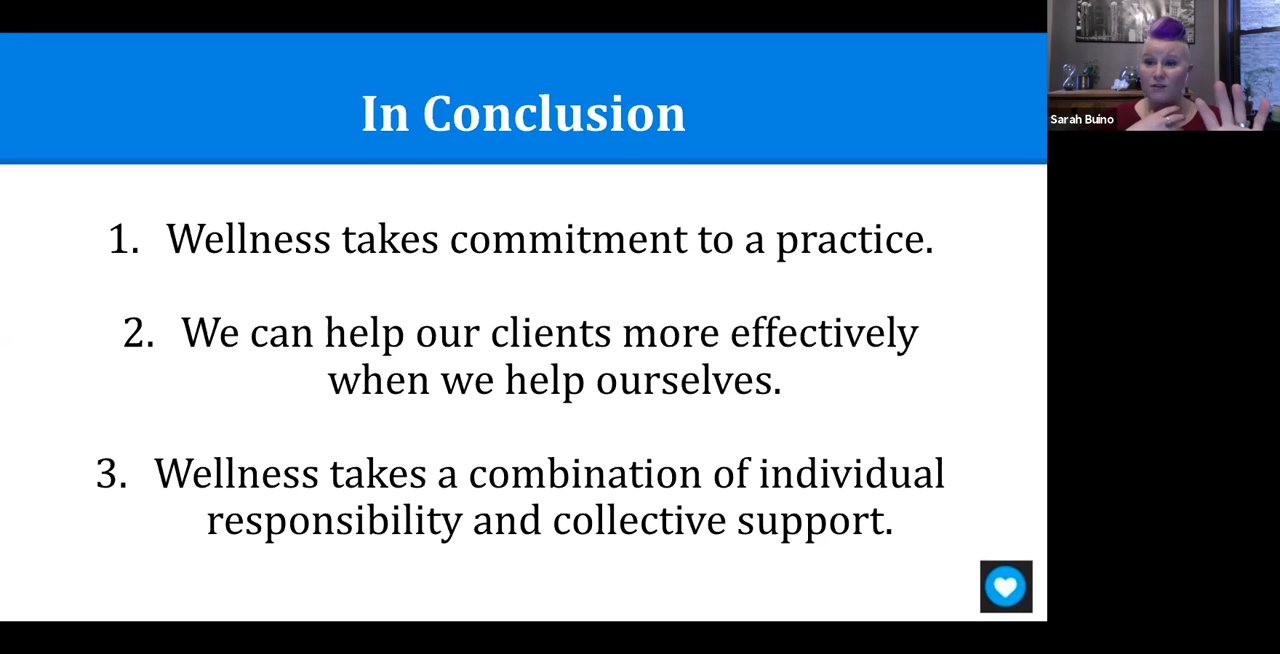 In Conclusion
Sarah Buino
1. Wellness takes commitment to a practice.
2. We can help our clients more effectively
when we help ourselves.
3. Wellness takes a combination of individual
responsibility and collective support.